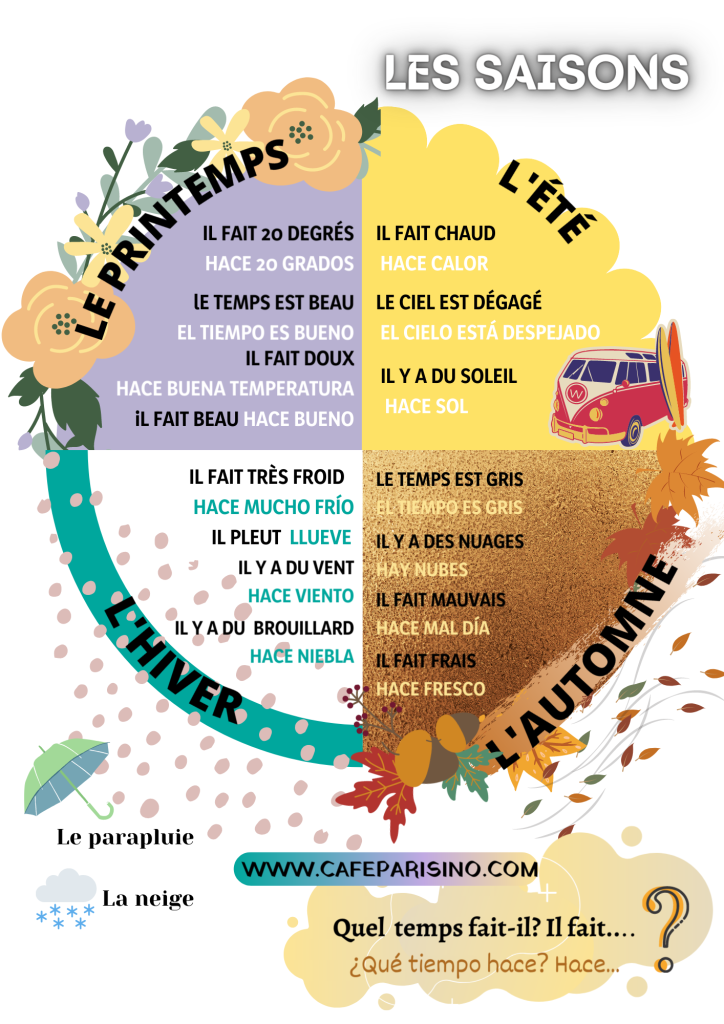 LES SAISONS
LE PRINTEMPS
IL FAIT 20 DEGRÉS
HACE 20 GRADOS
lE TEMPS EST BEAU
EL TIEMPO ES BUENO
IL FAIT DOUX
HACE BUENA TEMPERATURA
iL FAIT BEAU HACE BUENO
L'ÉTÉ
IL FAIT CHAUD
HACE CALOR
LE CIEL EST DÉGAGÉ
EL CIELO ESTÁ DESPEJADO
IL Y A DU SOLEIL
HACE SOL
W
L'HIVER
IL FAIT TRÈS FROID
HACE MUCHO FRÍO
IL PLEUT LLUEVE
IL Y A DU VENT
HACE VIENTO
IL Y A DU BROUILLARD
HACE NIEBLA
L'AUTOMNE
LE TEMPS EST GRIS
EL TIEMPO ES GRIS
IL Y A DES NUAGES
HAY NUBES
IL FAIT MAUVAIS
HACE MAL DÍA
IL FAIT FRAIS
HACE FRESCO
Le parapluie
La neige
WWW.CAFEPARISINO.COM
Quel temps fait-il? Il fait....
¿Qué tiempo hace? Hace...
?